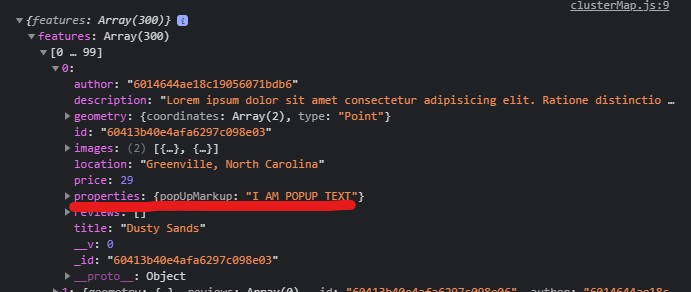 clusterMap.js:9
▼{features: Array(300)} i
▼features: Array(300)
▼[0 … 99]
▼0:
author: "6014644ae18c19056071bdb6"
description: "Lorem ipsum dolor sit amet consectetur adipisicing elit. Ratione distinctio …
▶geometry: {coordinates: Array(2), type: "Point"}
id: "60413b40e4afa6297c098e03"
▶images: (2) [{…}, {…}]
location: "Greenville, North Carolina"
price: 29
▶properties: {popUpMarkup: "I AM POPUP TEXT"}
▶reviews: []
title: "Dusty Sands"
__v: 0
_id: "60413b40e4afa6297c098e03"
▶__proto__: Object
▶1: {geometry: {…}, reviews: Array(0), id: "60413b40e4afa6297c098e05", author: "6014644ae18c